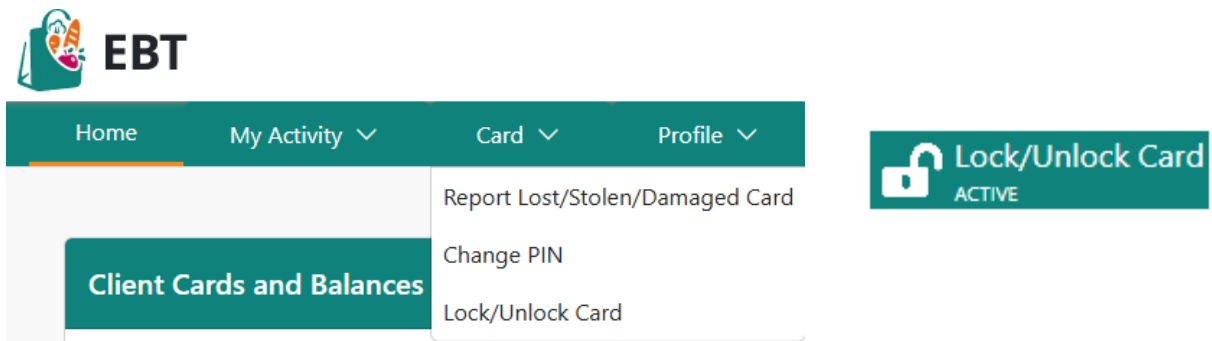 EBT
Home My Activity Card Profile
Report Lost/Stolen/Damaged Card
Change PIN
Lock/Unlock Card
Client Cards and Balances
Lock/Unlock Card
ACTIVE